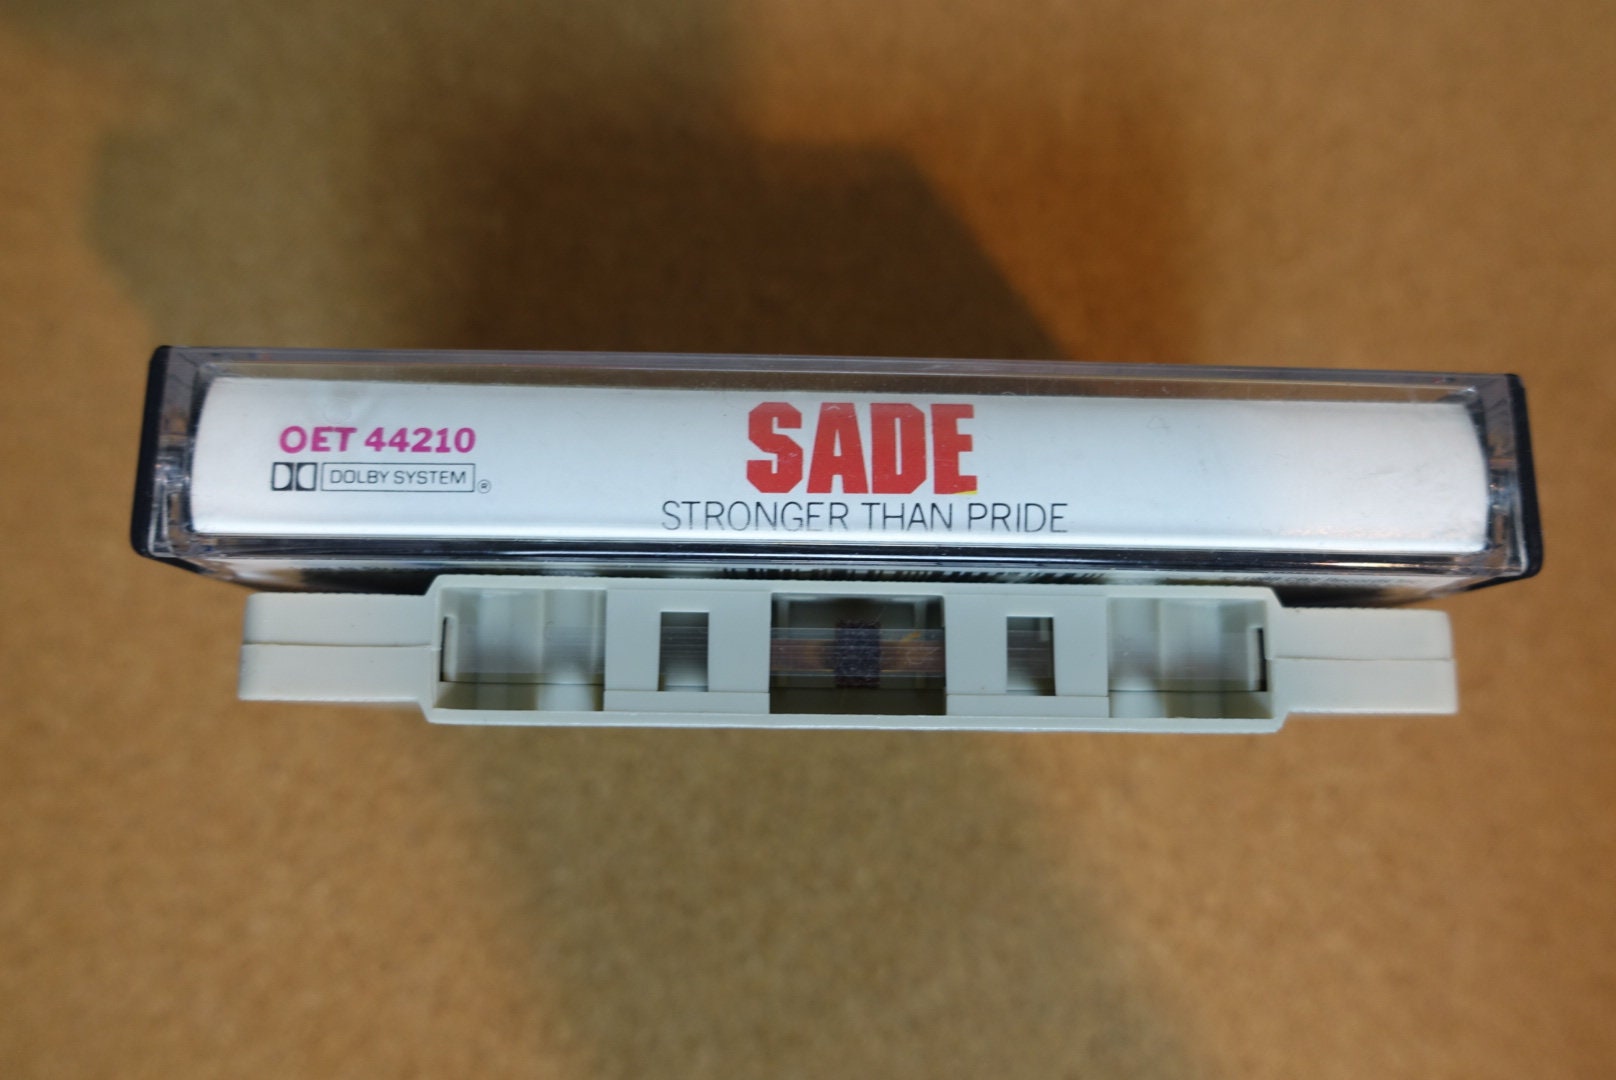 OET 44210
DOLBY SYSTEM ®
SADE
STRONGER THAN PRIDE